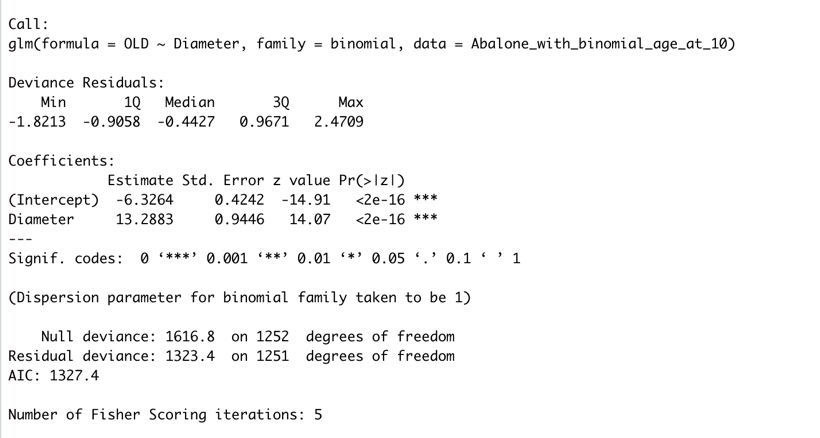 Call:
glm(formula = OLD ~ Diameter, family = binomial, data = Abalone_with_binomial_age_at_10)

Deviance Residuals:
    Min       1Q   Median       3Q      Max
-1.8213  -0.9058  -0.4427   0.9671   2.4709

Coefficients:
            Estimate Std. Error z value Pr(>|z|)
(Intercept)  -6.3264     0.4242  -14.91   <2e-16 ***
Diameter     13.2883     0.9446   14.07   <2e-16 ***
---
Signif. codes:  0 ‘***’ 0.001 ‘**’ 0.01 ‘*’ 0.05 ‘.’ 0.1 ‘ ’ 1

(Dispersion parameter for binomial family taken to be 1)

    Null deviance: 1616.8  on 1252  degrees of freedom
Residual deviance: 1323.4  on 1251  degrees of freedom
AIC: 1327.4

Number of Fisher Scoring iterations: 5